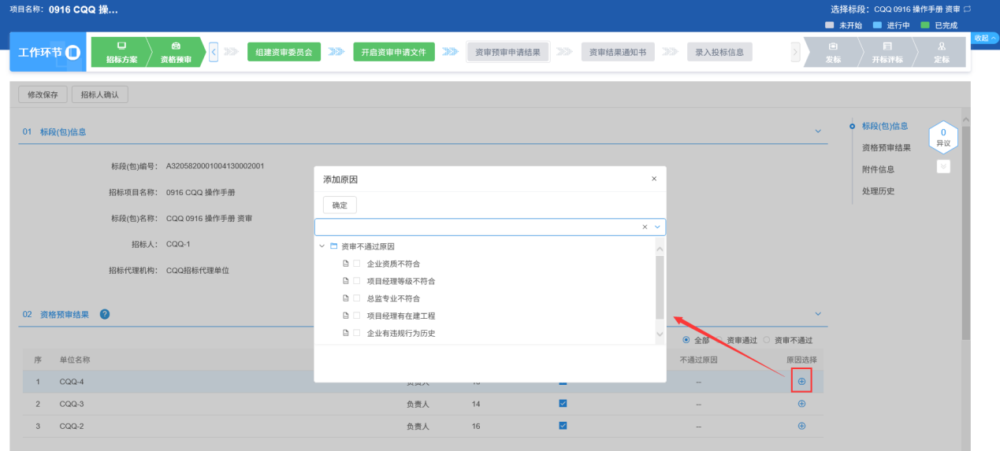 项目名称: 0916 CQQ 操...
选择标段: CQQ 0916 操作手册 资审
未开始 进行中 已完成
收起
工作环节
招标方案 资格预审 组建资审委员会 开启资审申请文件 资审预审申请结果 资审结果通知书 录入投标信息 发标 开标评标 定标
修改保存 招标人确认
01 标段(包)信息
标段(包)信息
资格预审结果
附件信息
处理历史
0
异议
标段(包)编号: A3205820001004130002001
招标项目名称: 0916 CQQ 操作手册
标段(包)名称: CQQ 0916 操作手册 资审
招标人: CQQ-1
招标代理机构: CQQ招标代理单位
添加原因 ×
确定
资审不通过原因
企业资质不符合
项目经理等级不符合
总监专业不符合
项目经理有在建工程
企业有违规行为历史
02 资格预审结果 ?
全部 资审通过 资审不通过
序 单位名称 不通过原因 原因选择
1 CQQ-4 --
2 CQQ-3 负责人 14 --
3 CQQ-2 负责人 16 --